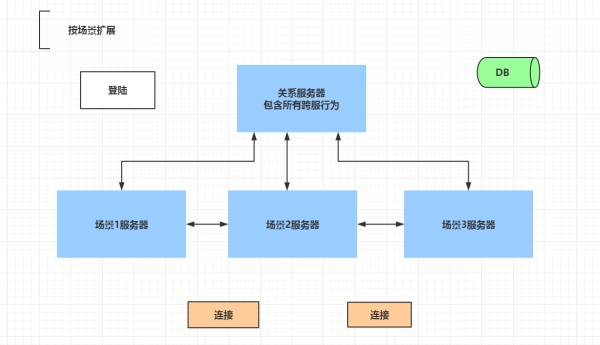 按场景扩展
登陆
关系服务器
包含所有跨服行为
DB
场景1服务器
场景2服务器
场景3服务器
连接
连接